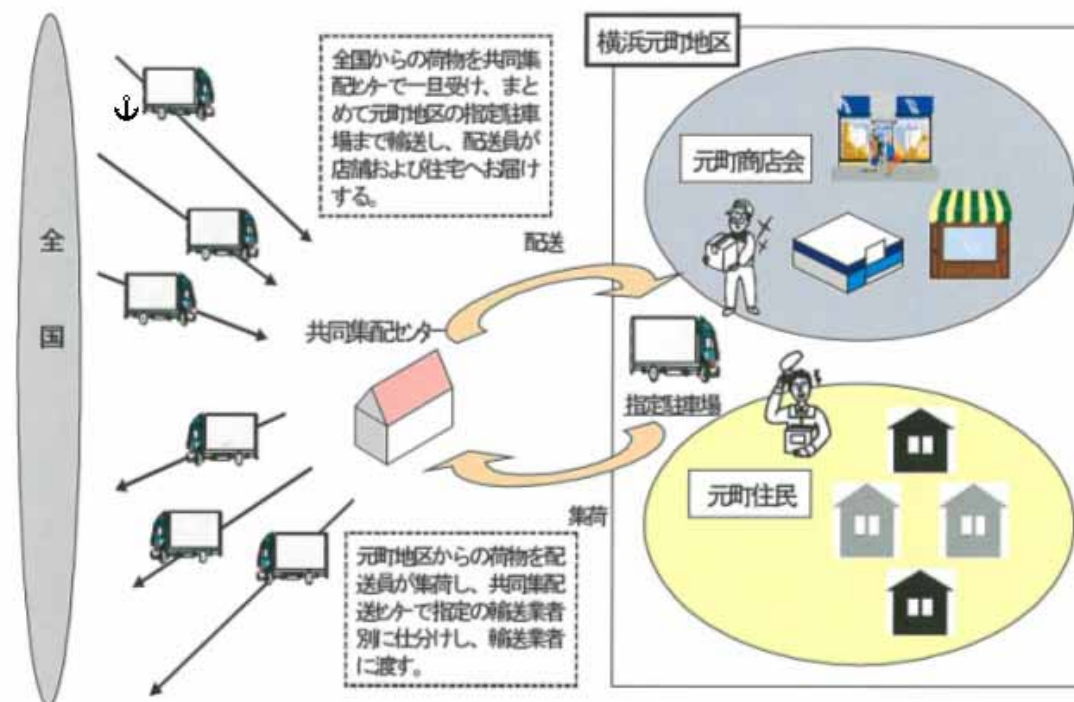 横浜元町地区
全国からの荷物を共同集
配センターで一旦受け、まと
めて元町地区の指定駐車
場まで輸送し、配送員が
店舗および住宅へお届け
する。
元町商店会
全国
配送
共同集配センター
指定駐車場
元町住民
集荷
元町地区からの荷物を配
送員が集荷し、共同集配
送センターで指定の輸送業者
別に仕分けし、輸送業者
に渡す。